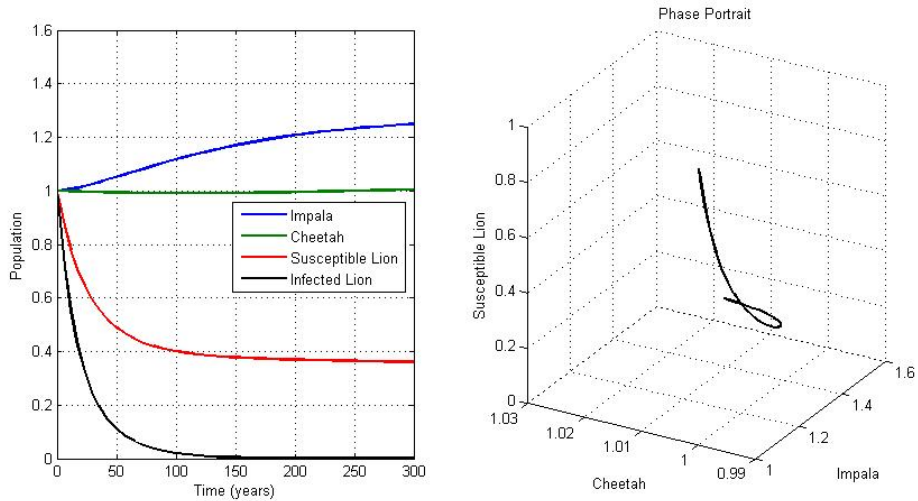 1.6
1.4
1.2
1
0.8
0.6
0.4
0.2
0
Population
0 50 100 150 200 250 300
Time (years)
Impala
Cheetah
Susceptible Lion
Infected Lion
Phase Portrait
1
0.8
0.6
0.4
0.2
0
Susceptible Lion
1.03
1.02
1.01
1
0.99
Cheetah
1
1.2
1.4
1.6
Impala